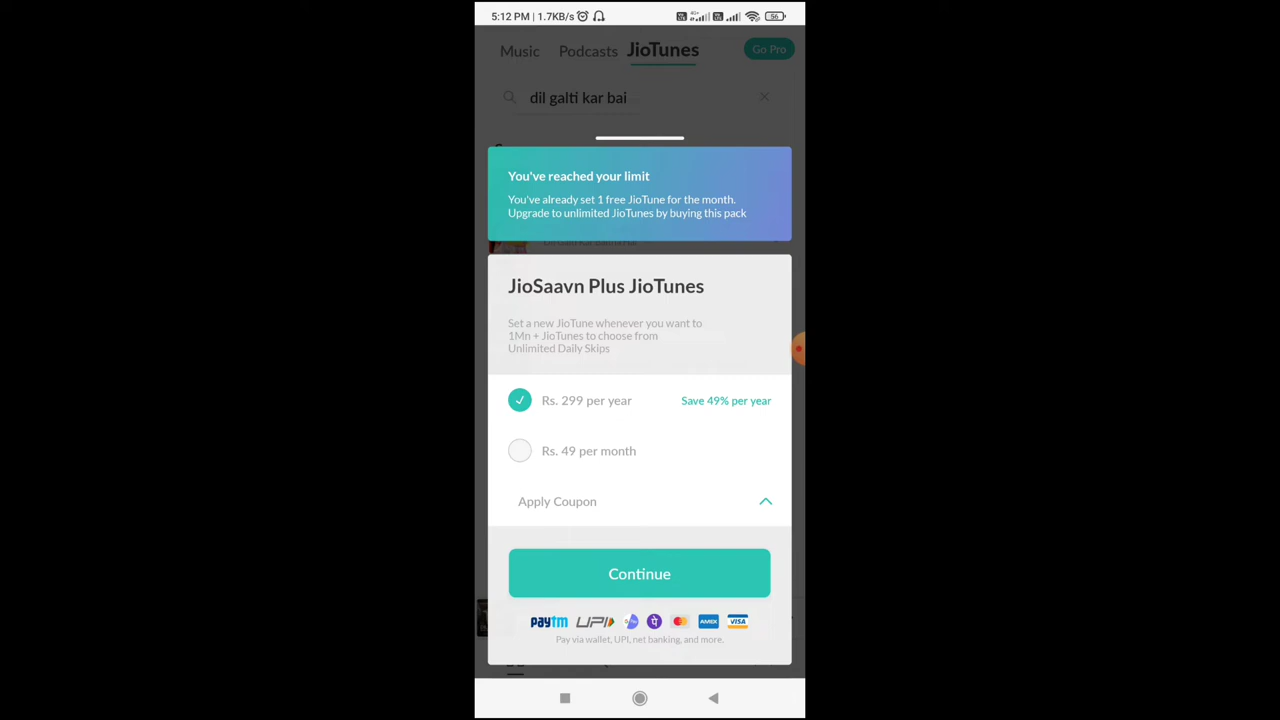 5:12 PM | 1.7KB/s
56
Music Podcasts JioTunes Go Pro
dil galti kar bai
You've reached your limit
You've already set 1 free JioTune for the month.
Upgrade to unlimited JioTunes by buying this pack
JioSaavn Plus JioTunes
Set a new JioTune whenever you want to
1Mn + JioTunes to choose from
Unlimited Daily Skips
Rs. 299 per year Save 49% per year
Rs. 49 per month
Apply Coupon
Continue
paytm UPI AMEX VISA
Pay via wallet, UPI, net banking, and more.